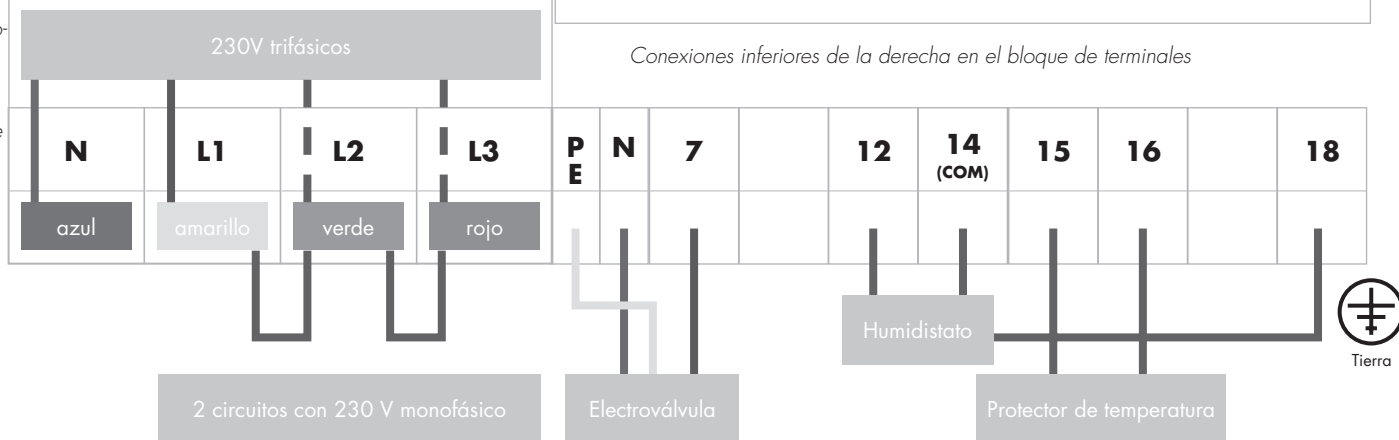 230V trifásicos
Conexiones inferiores de la derecha en el bloque de terminales
N L1 L2 L3 PE N 7 12 14 (COM) 15 16 18
azul amarillo verde rojo
Humidistato
Tierra
2 circuitos con 230 V monofásico
Electroválvula
Protector de temperatura